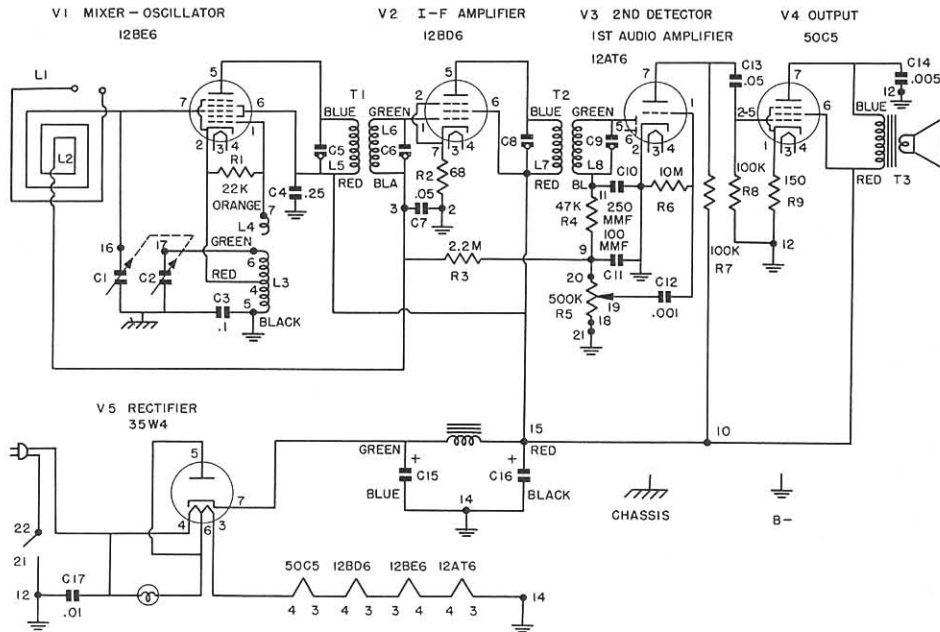 V1 MIXER-OSCILLATOR
12BE6
V2 I-F AMPLIFIER
12BD6
V3 2ND DETECTOR
1ST AUDIO AMPLIFIER
12AT6
V4 OUTPUT
50C5
L1
L2
5
7
6
2
1
3 4
R1
22K
ORANGE
7
L4
GREEN
6
RED
4
L3
5
BLACK
16
17
C1
C2
C3
.1
C4
.25
BLUE
T1
C5
L5
RED
GREEN
L6
C6
BLA
5
2
1
6
7
3 4
R2
68
.05
C7
3
2
2.2M
R3
BLUE
T2
C8
L7
RED
GREEN
C9
L8
BL
7
1
5
6
2
3 4
11
C10
250
MMF
10M
R6
47K
R4
9
100
MMF
C11
20
500K
R5
19
18
21
C12
.001
100K
R7
C13
.05
100K
R8
7
2-5
6
1
3 4
150
R9
12
C14
.005
12
BLUE
RED
T3
V5 RECTIFIER
35W4
5
7
4 6 3
22
21
12
C17
.01
GREEN
15
RED
10
+
C15
BLUE
+
C16
BLACK
14
CHASSIS
B-
50C5 12BD6 12BE6 12AT6
4 3 4 3 4 3 4 3
14